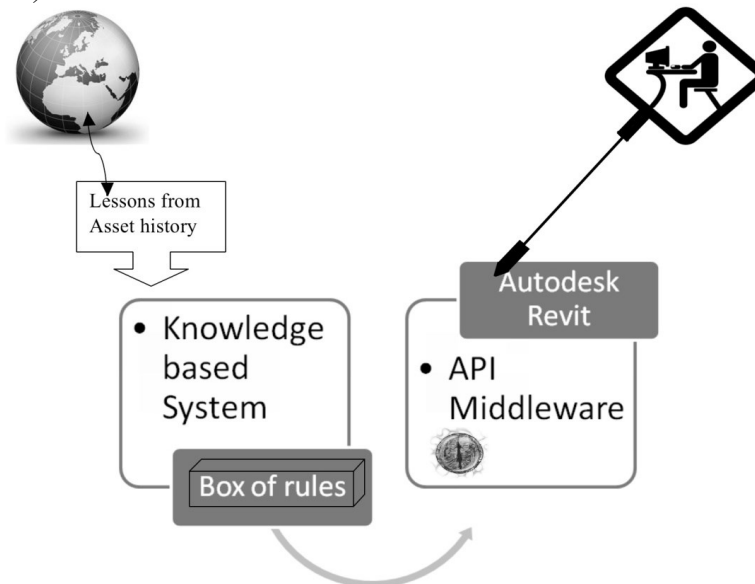 Lessons from
Asset history
• Knowledge
based
System
Box of rules
Autodesk
Revit
• API
Middleware